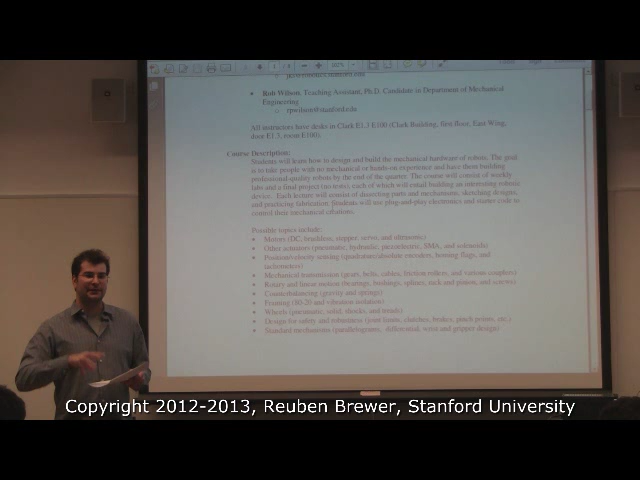 • Rob Wilson, Teaching Assistant, Ph.D. Candidate in Department of Mechanical
Engineering
o rpwilson@stanford.edu
All instructors have desks in Clark E1.3 E100 (Clark Building, first floor, East Wing,
door E1.3, room E100).
Course Description:
Students will learn how to design and build the mechanical hardware of robots. The goal
is to take people with no mechanical or hands-on experience and have them building
professional-quality robots by the end of the quarter. The course will consist of weekly
labs and a final project (no tests), each of which will entail building an interesting robotic
device. Each lecture will consist of dissecting parts and mechanisms, sketching designs,
and practicing fabrication. Students will use plug-and-play electronics and starter code to
control their mechanical creations.
Possible topics include:
• Motors (DC, brushless, stepper, servo, and ultrasonic)
• Other actuators (pneumatic, hydraulic, piezoelectric, SMA, and solenoids)
• Position/velocity sensing (quadrature/absolute encoders, homing flags, and
tachometers)
• Mechanical transmission (gears, belts, cables, friction rollers, and various couplers)
• Rotary and linear motion (bearings, bushings, splines, rack and pinion, and screws)
• Counterbalancing (gravity and springs)
• Framing (80-20 and vibration isolation)
• Wheels (pneumatic, solid, shocks, and treads)
• Design for safety and robustness (joint limits, clutches, brakes, pinch points, etc.)
• Standard mechanisms (parallelograms, differential, wrist and gripper design)
Copyright 2012-2013, Reuben Brewer, Stanford University